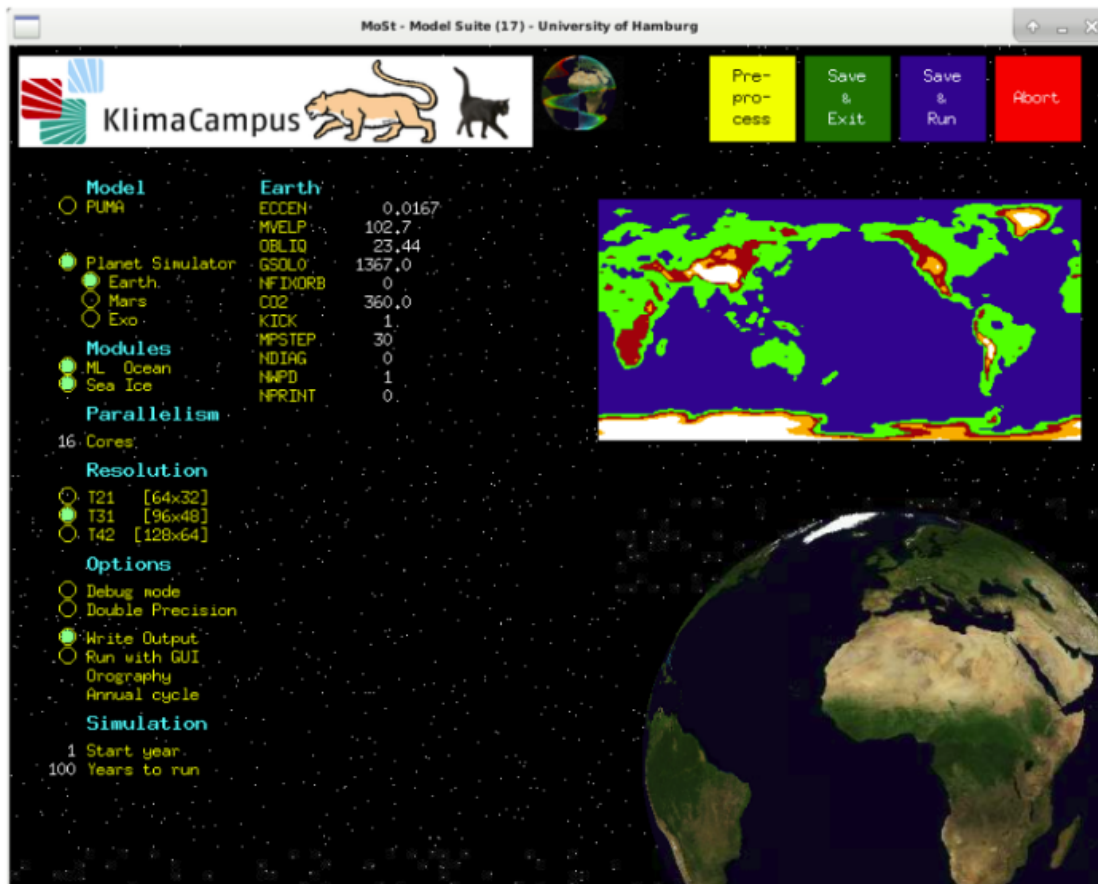 MoSt - Model Suite (17) - University of Hamburg
KlimaCampus
Pre-
pro-
cess
Save
&
Exit
Save
&
Run
Abort
Model
PUMA
Planet Simulator
Earth
Mars
Exo
Modules
ML Ocean
Sea Ice
Parallelism
16 Cores
Resolution
T21 [64x32]
T31 [96x48]
T42 [128x64]
Options
Debug mode
Double Precision
Write Output
Run with GUI
Orography
Annual cycle
Simulation
1 Start year
100 Years to run
Earth
ECCEN 0.0167
MVELP 102.7
OBLIQ 23.44
GSOL0 1367.0
NFIXORB 0
CO2 360.0
KICK 1
MPSTEP 30
NDIAG 0
NWPD 1
NPRINT 0